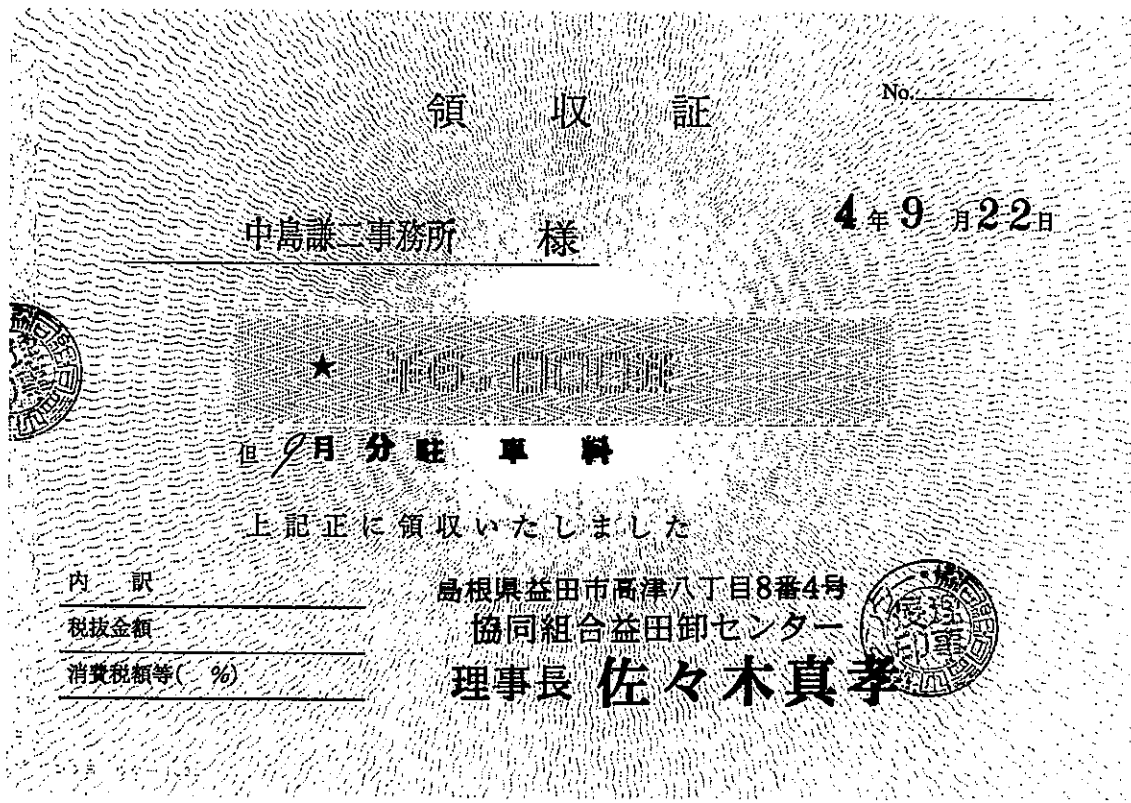 領収証
No.
中島謙二事務所 様
4年9月22日
★ ¥6,000※
但 9月分駐車料
上記正に領収いたしました
内訳
税抜金額
消費税額等( %)
島根県益田市高津八丁目8番4号
協同組合益田卸センター
理事長 佐々木真孝